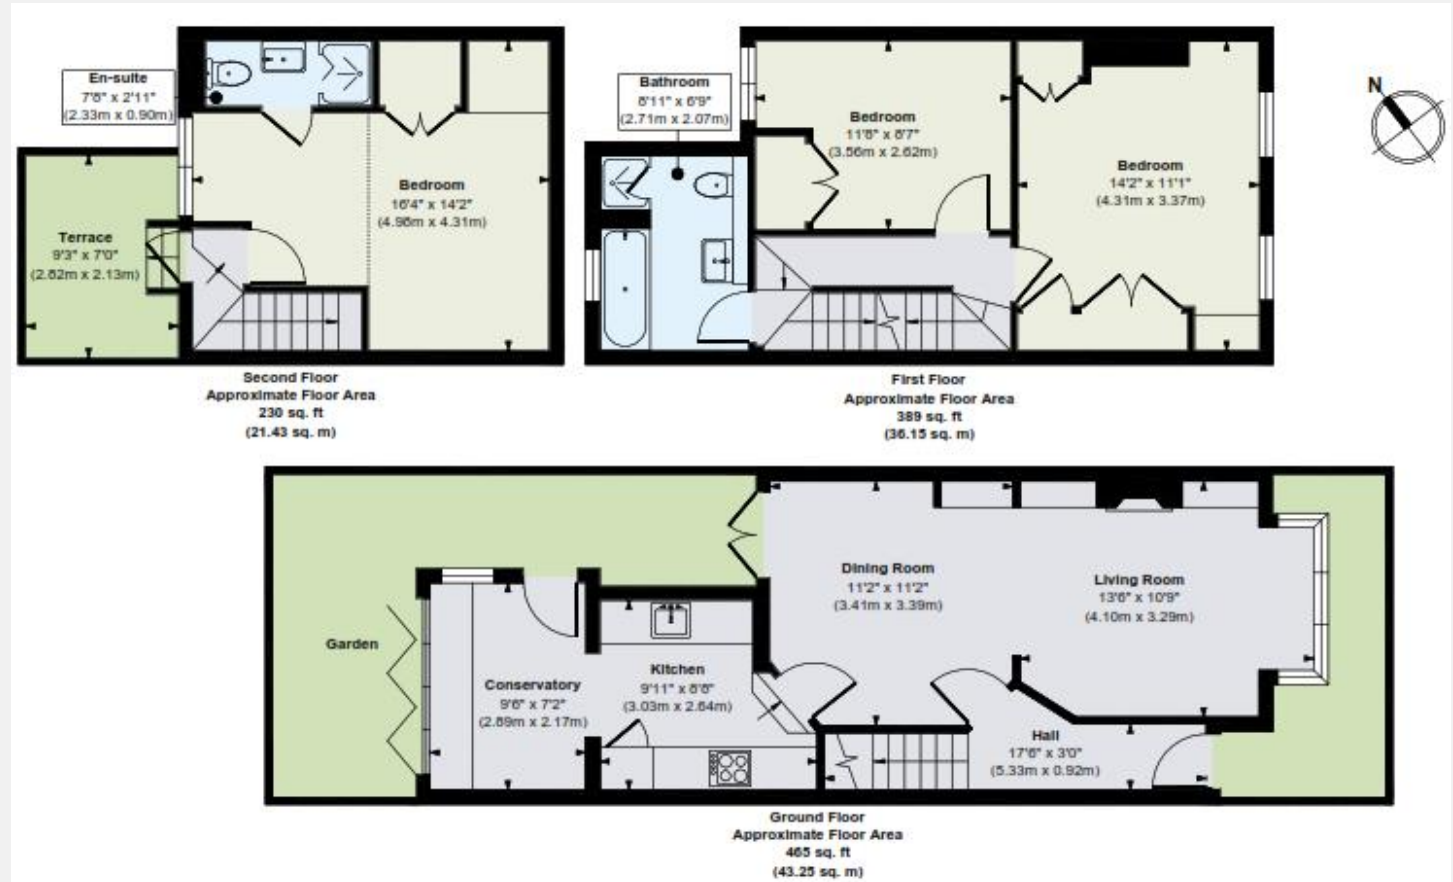 En-suite
7'8" x 2'11"
(2.33m x 0.90m)
Bedroom
16'4" x 14'2"
(4.98m x 4.31m)
Terrace
9'3" x 7'0"
(2.82m x 2.13m)
Second Floor
Approximate Floor Area
230 sq. ft
(21.43 sq. m)
Bathroom
8'11" x 6'9"
(2.71m x 2.07m)
Bedroom
11'8" x 8'7"
(3.56m x 2.62m)
Bedroom
14'2" x 11'1"
(4.31m x 3.37m)
First Floor
Approximate Floor Area
389 sq. ft
(36.15 sq. m)
N
Dining Room
11'2" x 11'2"
(3.41m x 3.39m)
Living Room
13'6" x 10'9"
(4.10m x 3.29m)
Garden
Conservatory
9'6" x 7'2"
(2.89m x 2.17m)
Kitchen
9'11" x 8'8"
(3.03m x 2.64m)
Hall
17'6" x 3'0"
(5.33m x 0.92m)
Ground Floor
Approximate Floor Area
465 sq. ft
(43.25 sq. m)